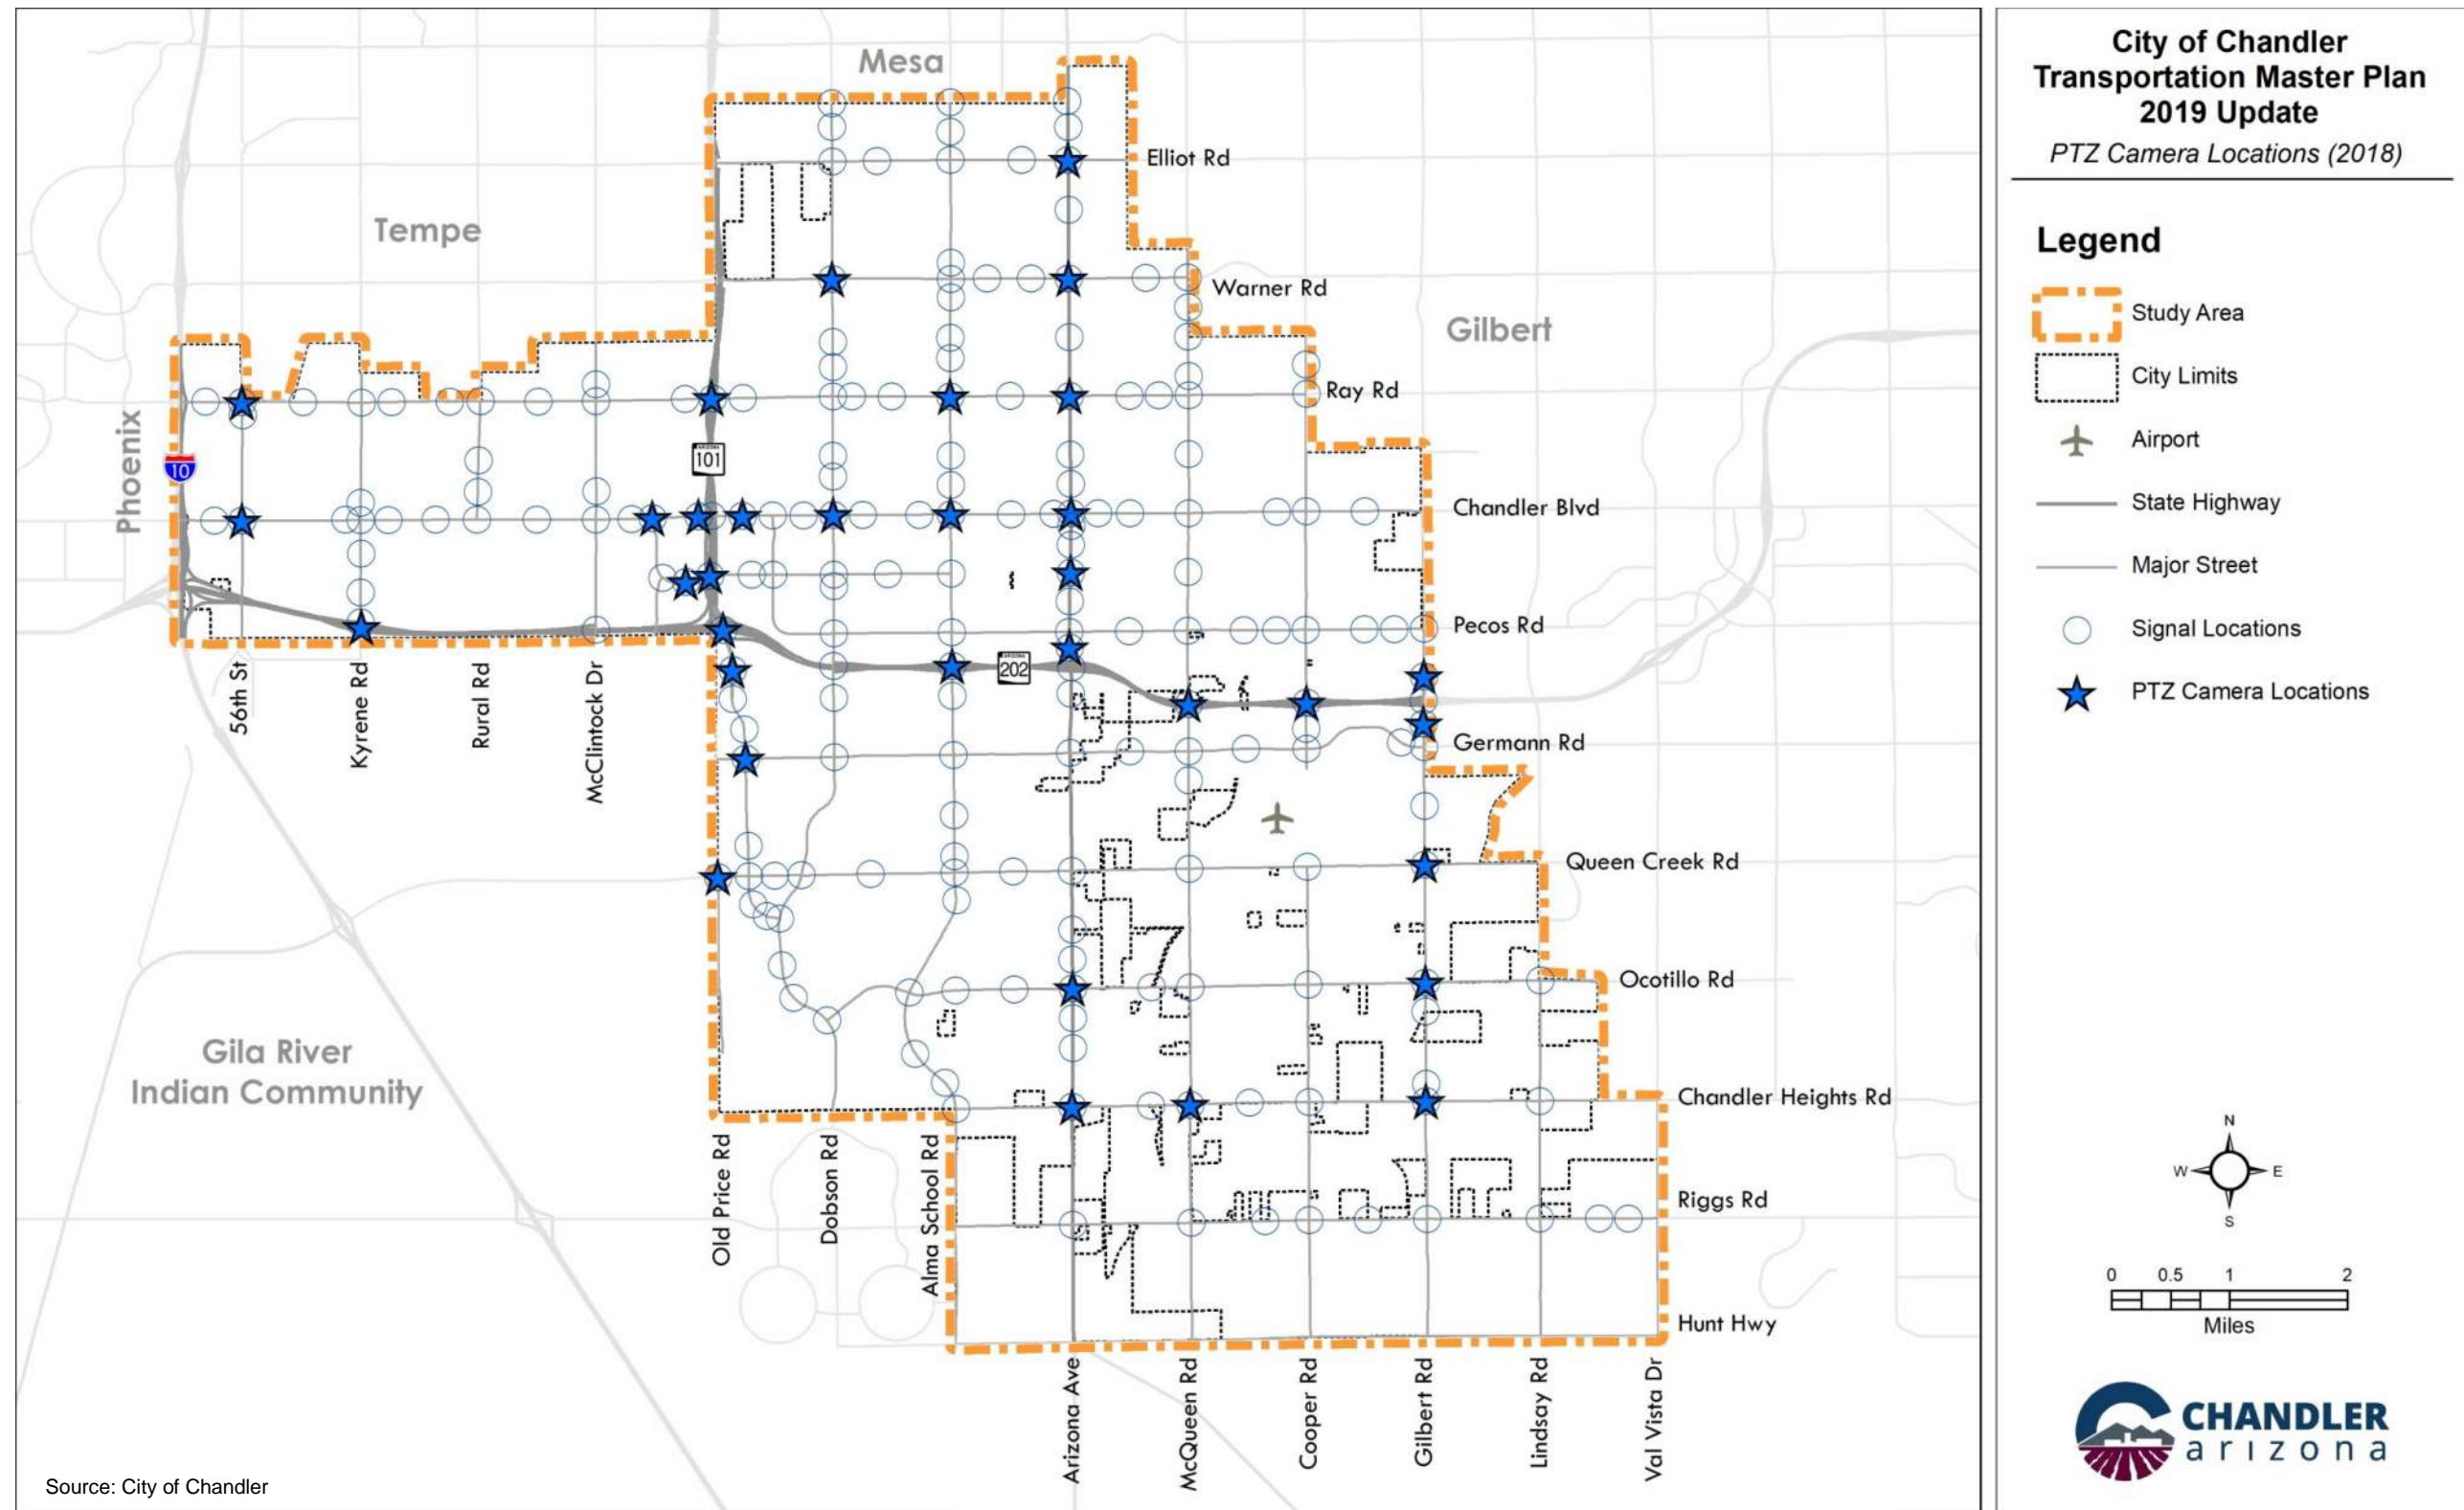 Mesa
Elliot Rd
Tempe
Warner Rd
Gilbert
Ray Rd
Phoenix
10
ARIZONA
101
Chandler Blvd
Pecos Rd
ARIZONA
202
56th St
Kyrene Rd
Rural Rd
McClintock Dr
Germann Rd
Queen Creek Rd
Ocotillo Rd
Gila River
Indian Community
Chandler Heights Rd
Old Price Rd
Dobson Rd
Alma School Rd
Riggs Rd
Hunt Hwy
Arizona Ave
McQueen Rd
Cooper Rd
Gilbert Rd
Lindsay Rd
Val Vista Dr
Source: City of Chandler
City of Chandler
Transportation Master Plan
2019 Update
PTZ Camera Locations (2018)
Legend
Study Area
City Limits
Airport
State Highway
Major Street
Signal Locations
PTZ Camera Locations
N
W E
S
0 0.5 1 2
Miles
CHANDLER
arizona